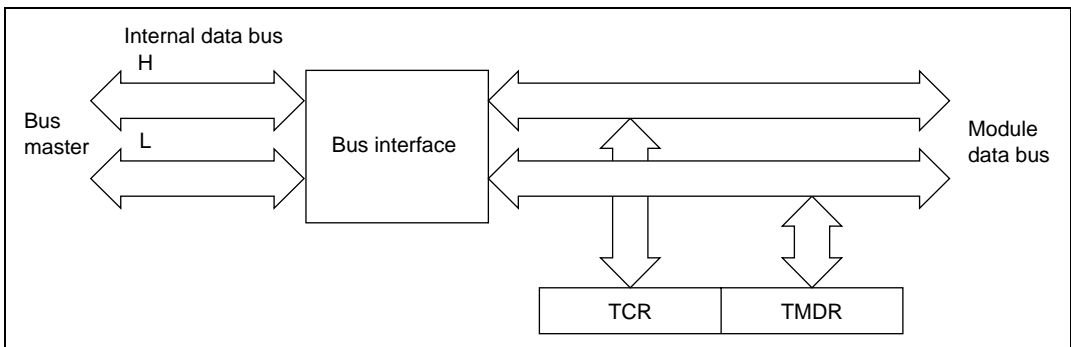 Internal data bus
H
Bus
master
L
Bus interface
Module
data bus
TCR
TMDR